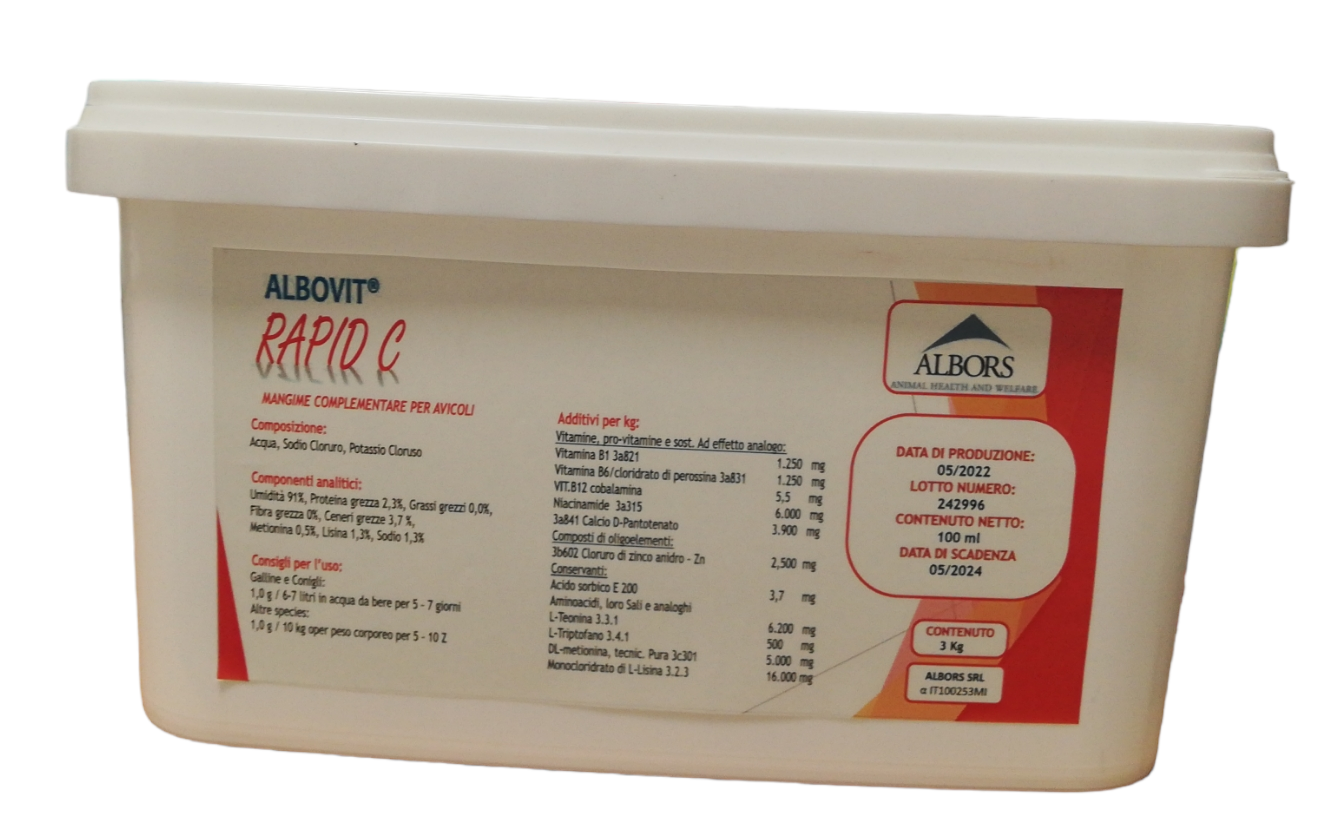 ALBOVIT®
RAPID C
MANGIME COMPLEMENTARE PER AVICOLI
Composizione:
Acqua, Sodio Cloruro, Potassio Cloruso
Componenti analitici:
Umidità 91%, Proteina grezza 2,3%, Grassi grezzi 0,0%,
Fibra grezza 0%, Ceneri grezze 3,7 %,
Metionina 0,5%, Lisina 1,3%, Sodio 1,3%
Consigli per l'uso:
Galline e Conigli:
1,0 g / 6-7 litri in acqua da bere per 5 - 7 giorni
Altre species:
1,0 g / 10 kg oper peso corporeo per 5 - 10 Z
Additivi per kg:
Vitamine, pro-vitamine e sost. Ad effetto analogo:
Vitamina B1 3a821 1.250 mg
Vitamina B6/cloridrato di perossina 3a831 1.250 mg
VIT.B12 cobalamina 5,5 mg
Niacinamide 3a315 6.000 mg
3a841 Calcio D-Pantotenato 3.900 mg
Composti di oligoelementi:
3b602 Cloruro di zinco anidro - Zn 2,500 mg
Conservanti:
Acido sorbico E 200 3,7 mg
Aminoacidi, loro Sali e analoghi
L-Teonina 3.3.1 6.200 mg
L-Triptofano 3.4.1 500 mg
DL-metionina, tecnic. Pura 3c301 5.000 mg
Monocloridrato di L-Lisina 3.2.3 16.000 mg
ALBORS
ANIMAL HEALTH AND WELFARE
DATA DI PRODUZIONE:
05/2022
LOTTO NUMERO:
242996
CONTENUTO NETTO:
100 ml
DATA DI SCADENZA
05/2024
CONTENUTO
3 Kg
ALBORS SRL
α IT100253MI